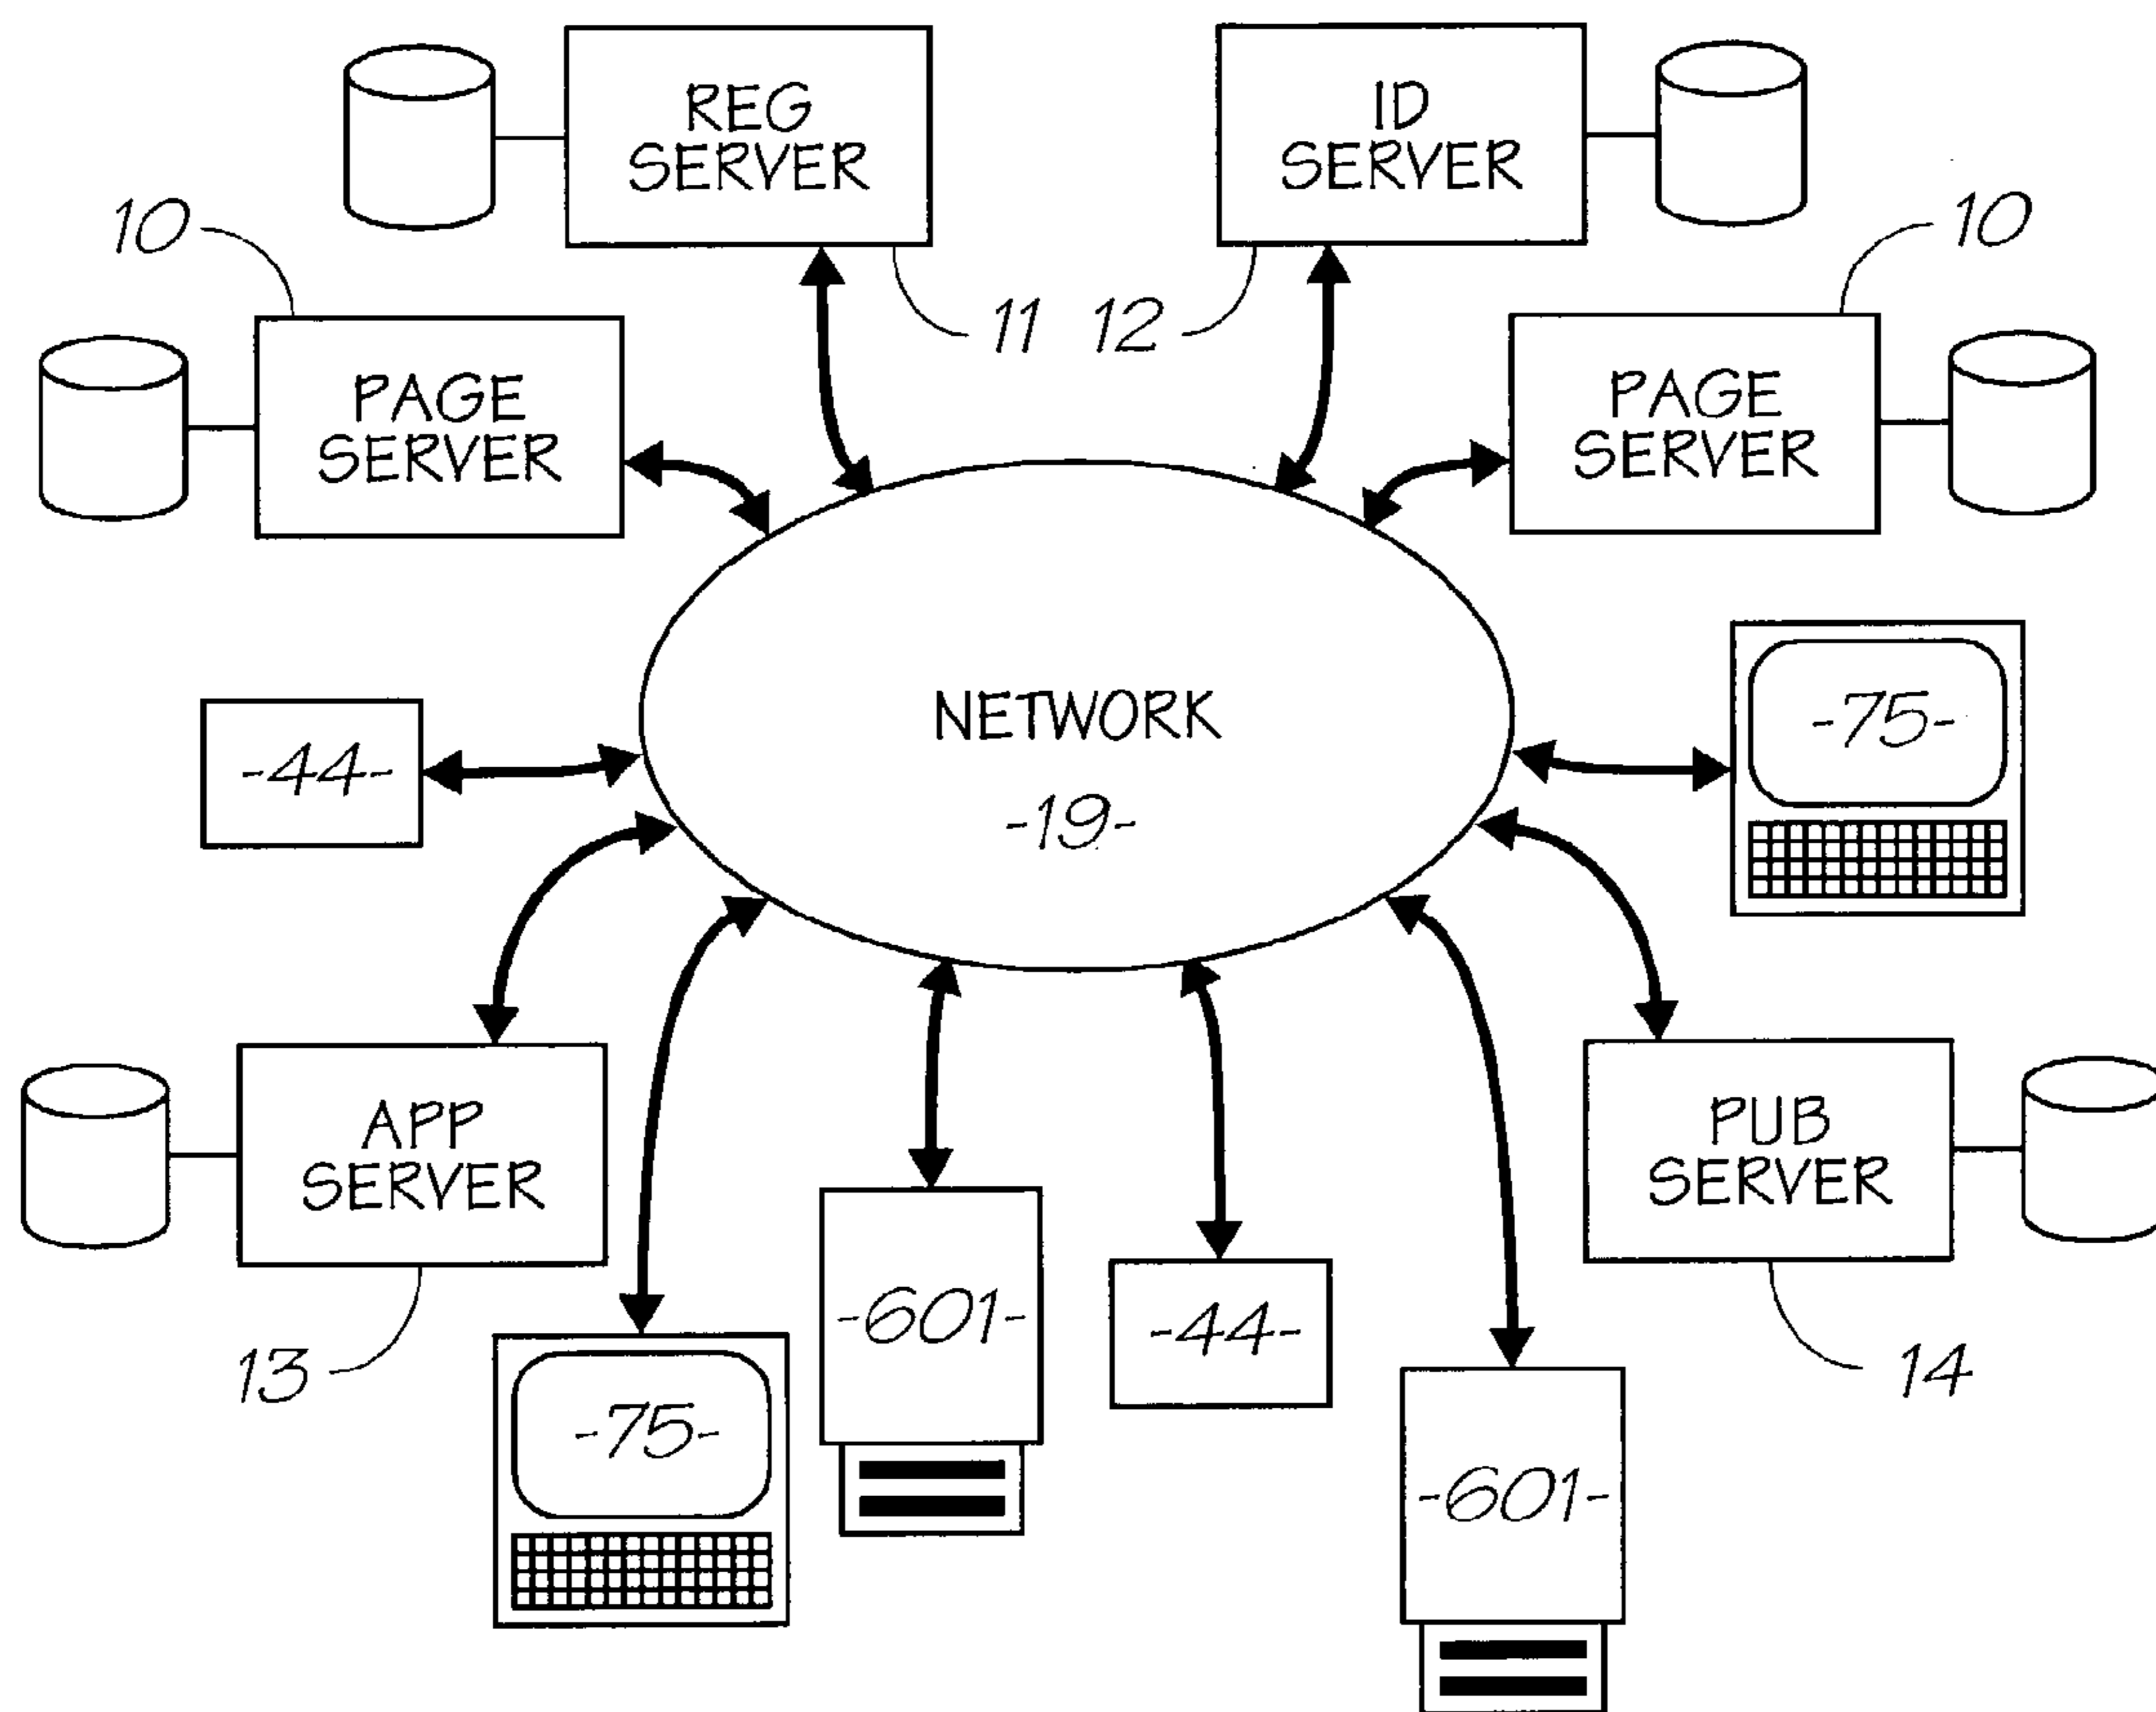 REG
SERVER
ID
SERVER
10
10
11
12
PAGE
SERVER
PAGE
SERVER
NETWORK
-19-
-44-
-75-
APP
SERVER
PUB
SERVER
-601-
-44-
13
14
-75-
-601-